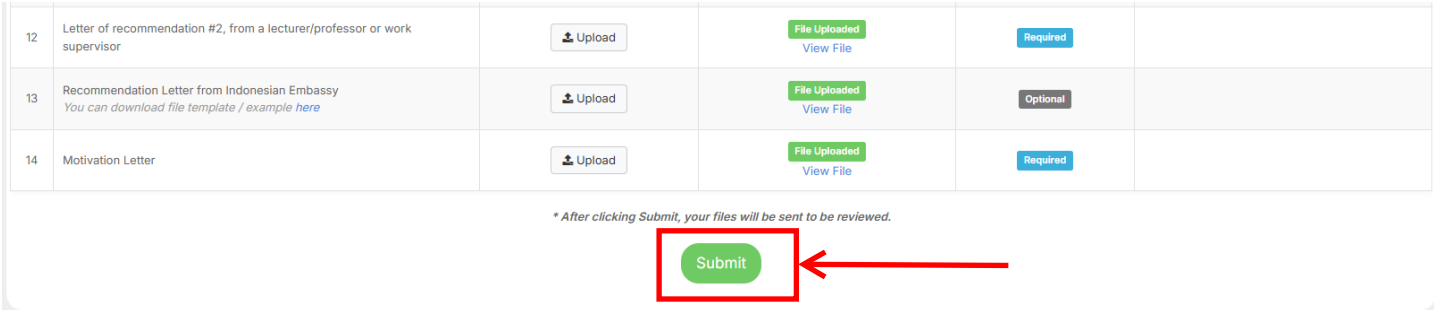 12 Letter of recommendation #2, from a lecturer/professor or work supervisor Upload File Uploaded View File Required
13 Recommendation Letter from Indonesian Embassy You can download file template / example here Upload File Uploaded View File Optional
14 Motivation Letter Upload File Uploaded View File Required
* After clicking Submit, your files will be sent to be reviewed.
Submit